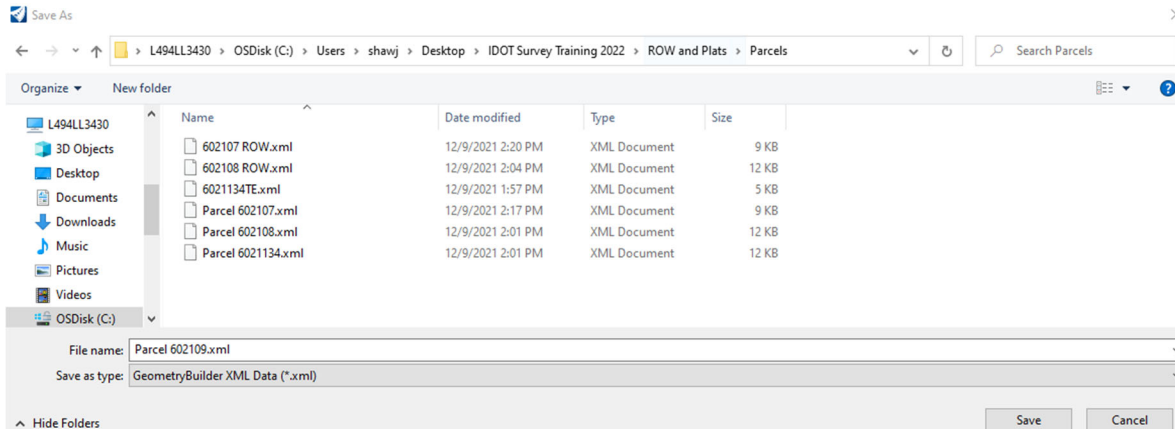 Save As
L494LL3430 > OSDisk (C:) > Users > shawj > Desktop > IDOT Survey Training 2022 > ROW and Plats > Parcels
Search Parcels
Organize New folder
Name Date modified Type Size
L494LL3430
3D Objects
Desktop
Documents
Downloads
Music
Pictures
Videos
OSDisk (C:)
602107 ROW.xml 12/9/2021 2:20 PM XML Document 9 KB
602108 ROW.xml 12/9/2021 2:04 PM XML Document 12 KB
6021134TE.xml 12/9/2021 1:57 PM XML Document 5 KB
Parcel 602107.xml 12/9/2021 2:17 PM XML Document 9 KB
Parcel 602108.xml 12/9/2021 2:01 PM XML Document 12 KB
Parcel 6021134.xml 12/9/2021 2:01 PM XML Document 12 KB
File name: Parcel 602109.xml
Save as type: GeometryBuilder XML Data (*.xml)
Hide Folders
Save Cancel